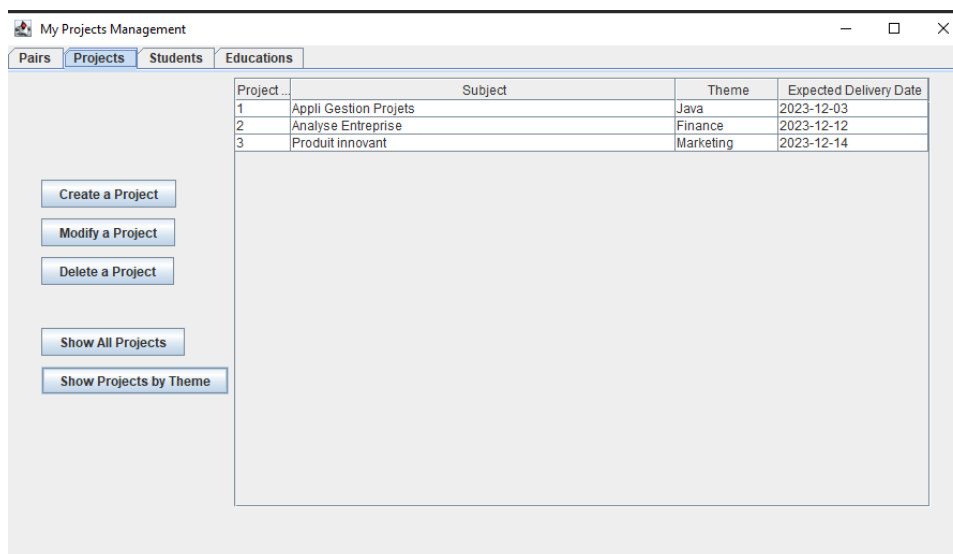 My Projects Management
Pairs Projects Students Educations
Project ... Subject Theme Expected Delivery Date
1 Appli Gestion Projets Java 2023-12-03
2 Analyse Entreprise Finance 2023-12-12
3 Produit innovant Marketing 2023-12-14
Create a Project
Modify a Project
Delete a Project
Show All Projects
Show Projects by Theme